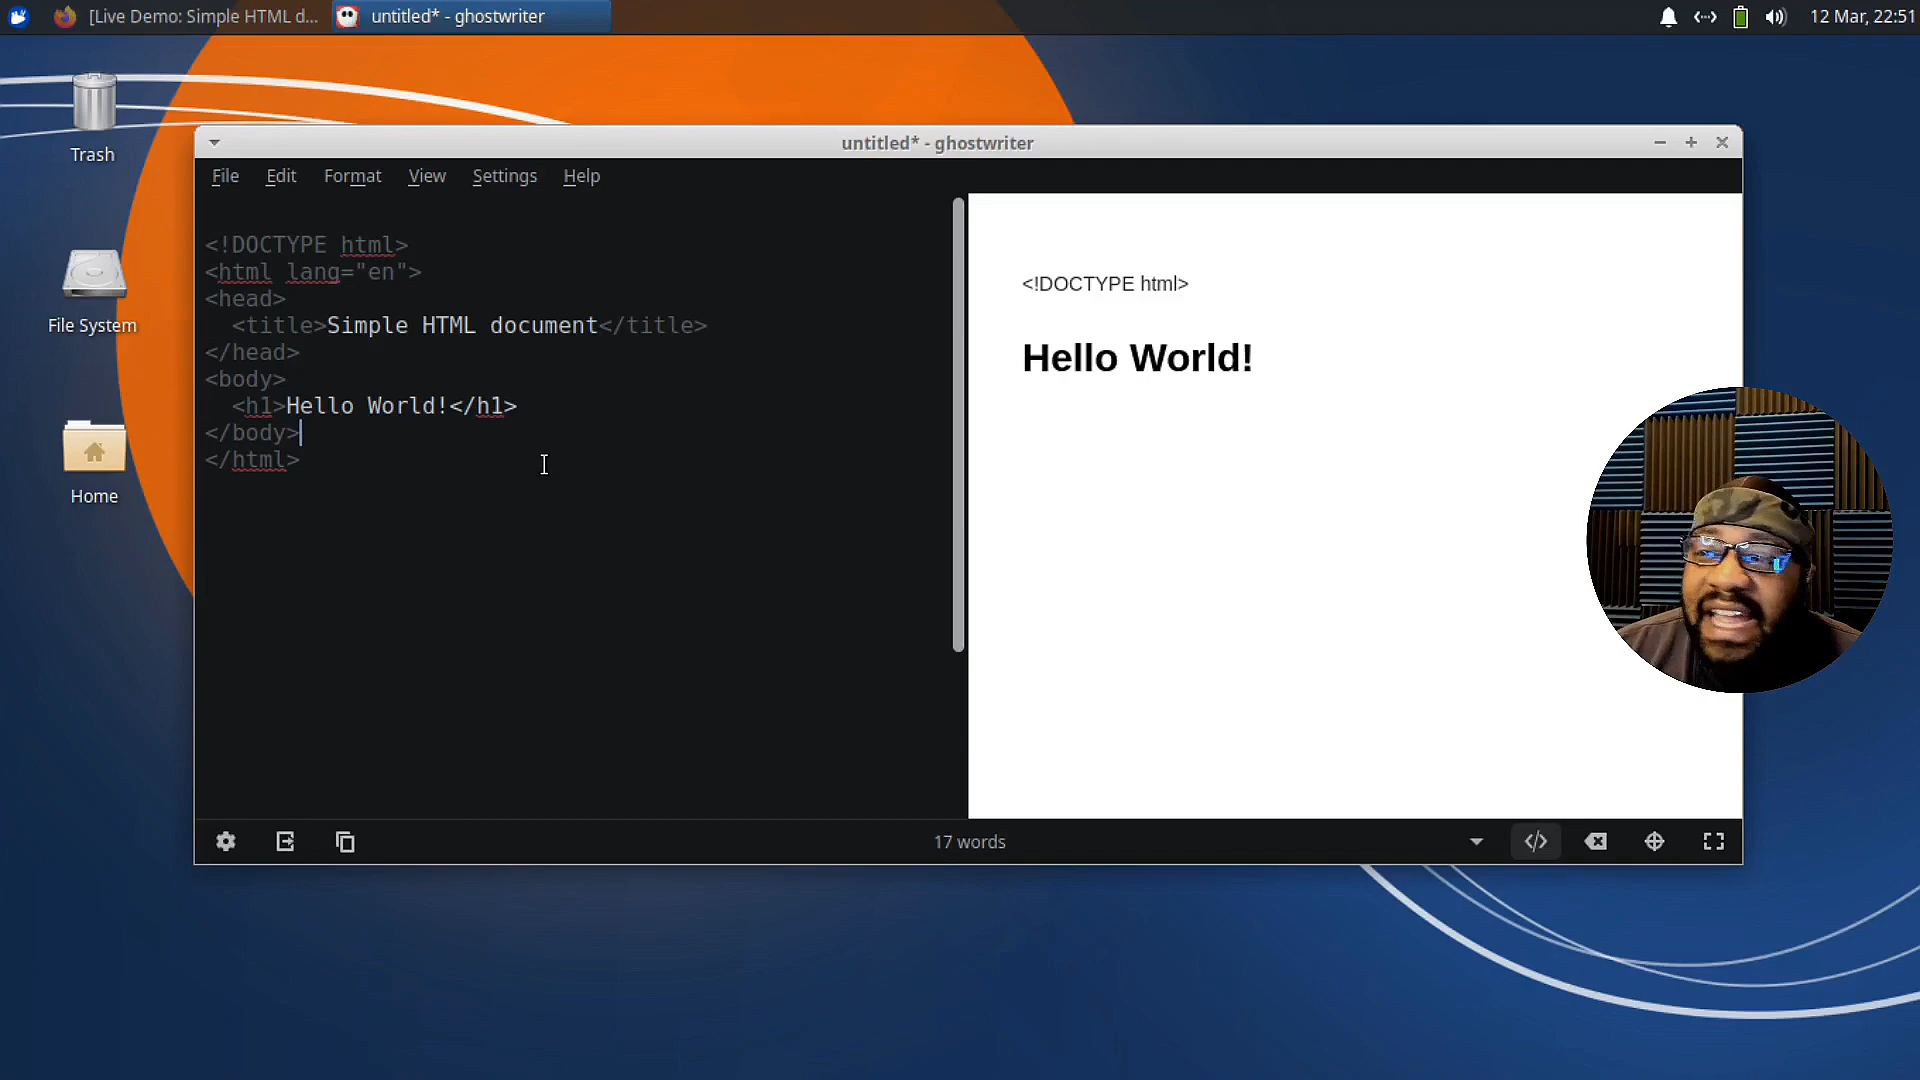 [Live Demo: Simple HTML d...
untitled* - ghostwriter
12 Mar, 22:51
Trash
File System
Home
untitled* - ghostwriter
File Edit Format View Settings Help
<!DOCTYPE html>
<html lang="en">
<head>
<title>Simple HTML document</title>
</head>
<body>
<h1>Hello World!</h1>
</body>
</html>
<!DOCTYPE html>
Hello World!
17 words
</>